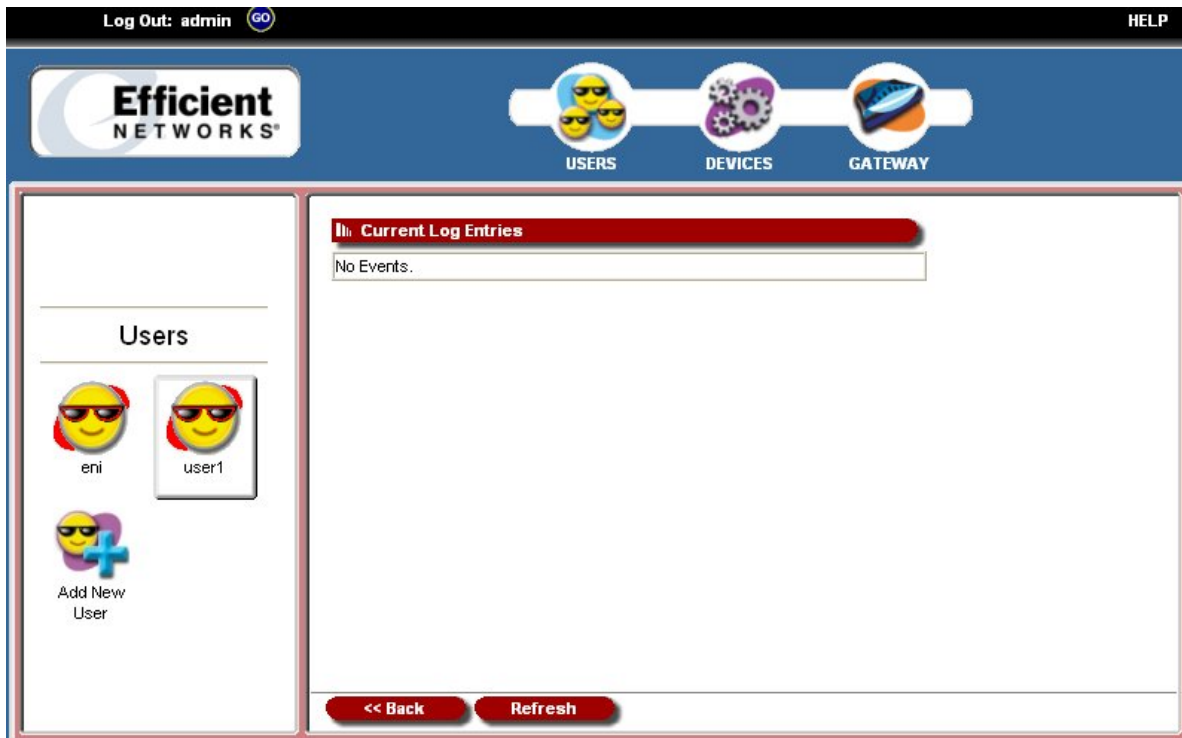 Log Out: admin GO
HELP
Efficient
NETWORKS®
USERS
DEVICES
GATEWAY
Current Log Entries
No Events.
Users
eni
user1
Add New
User
<< Back
Refresh